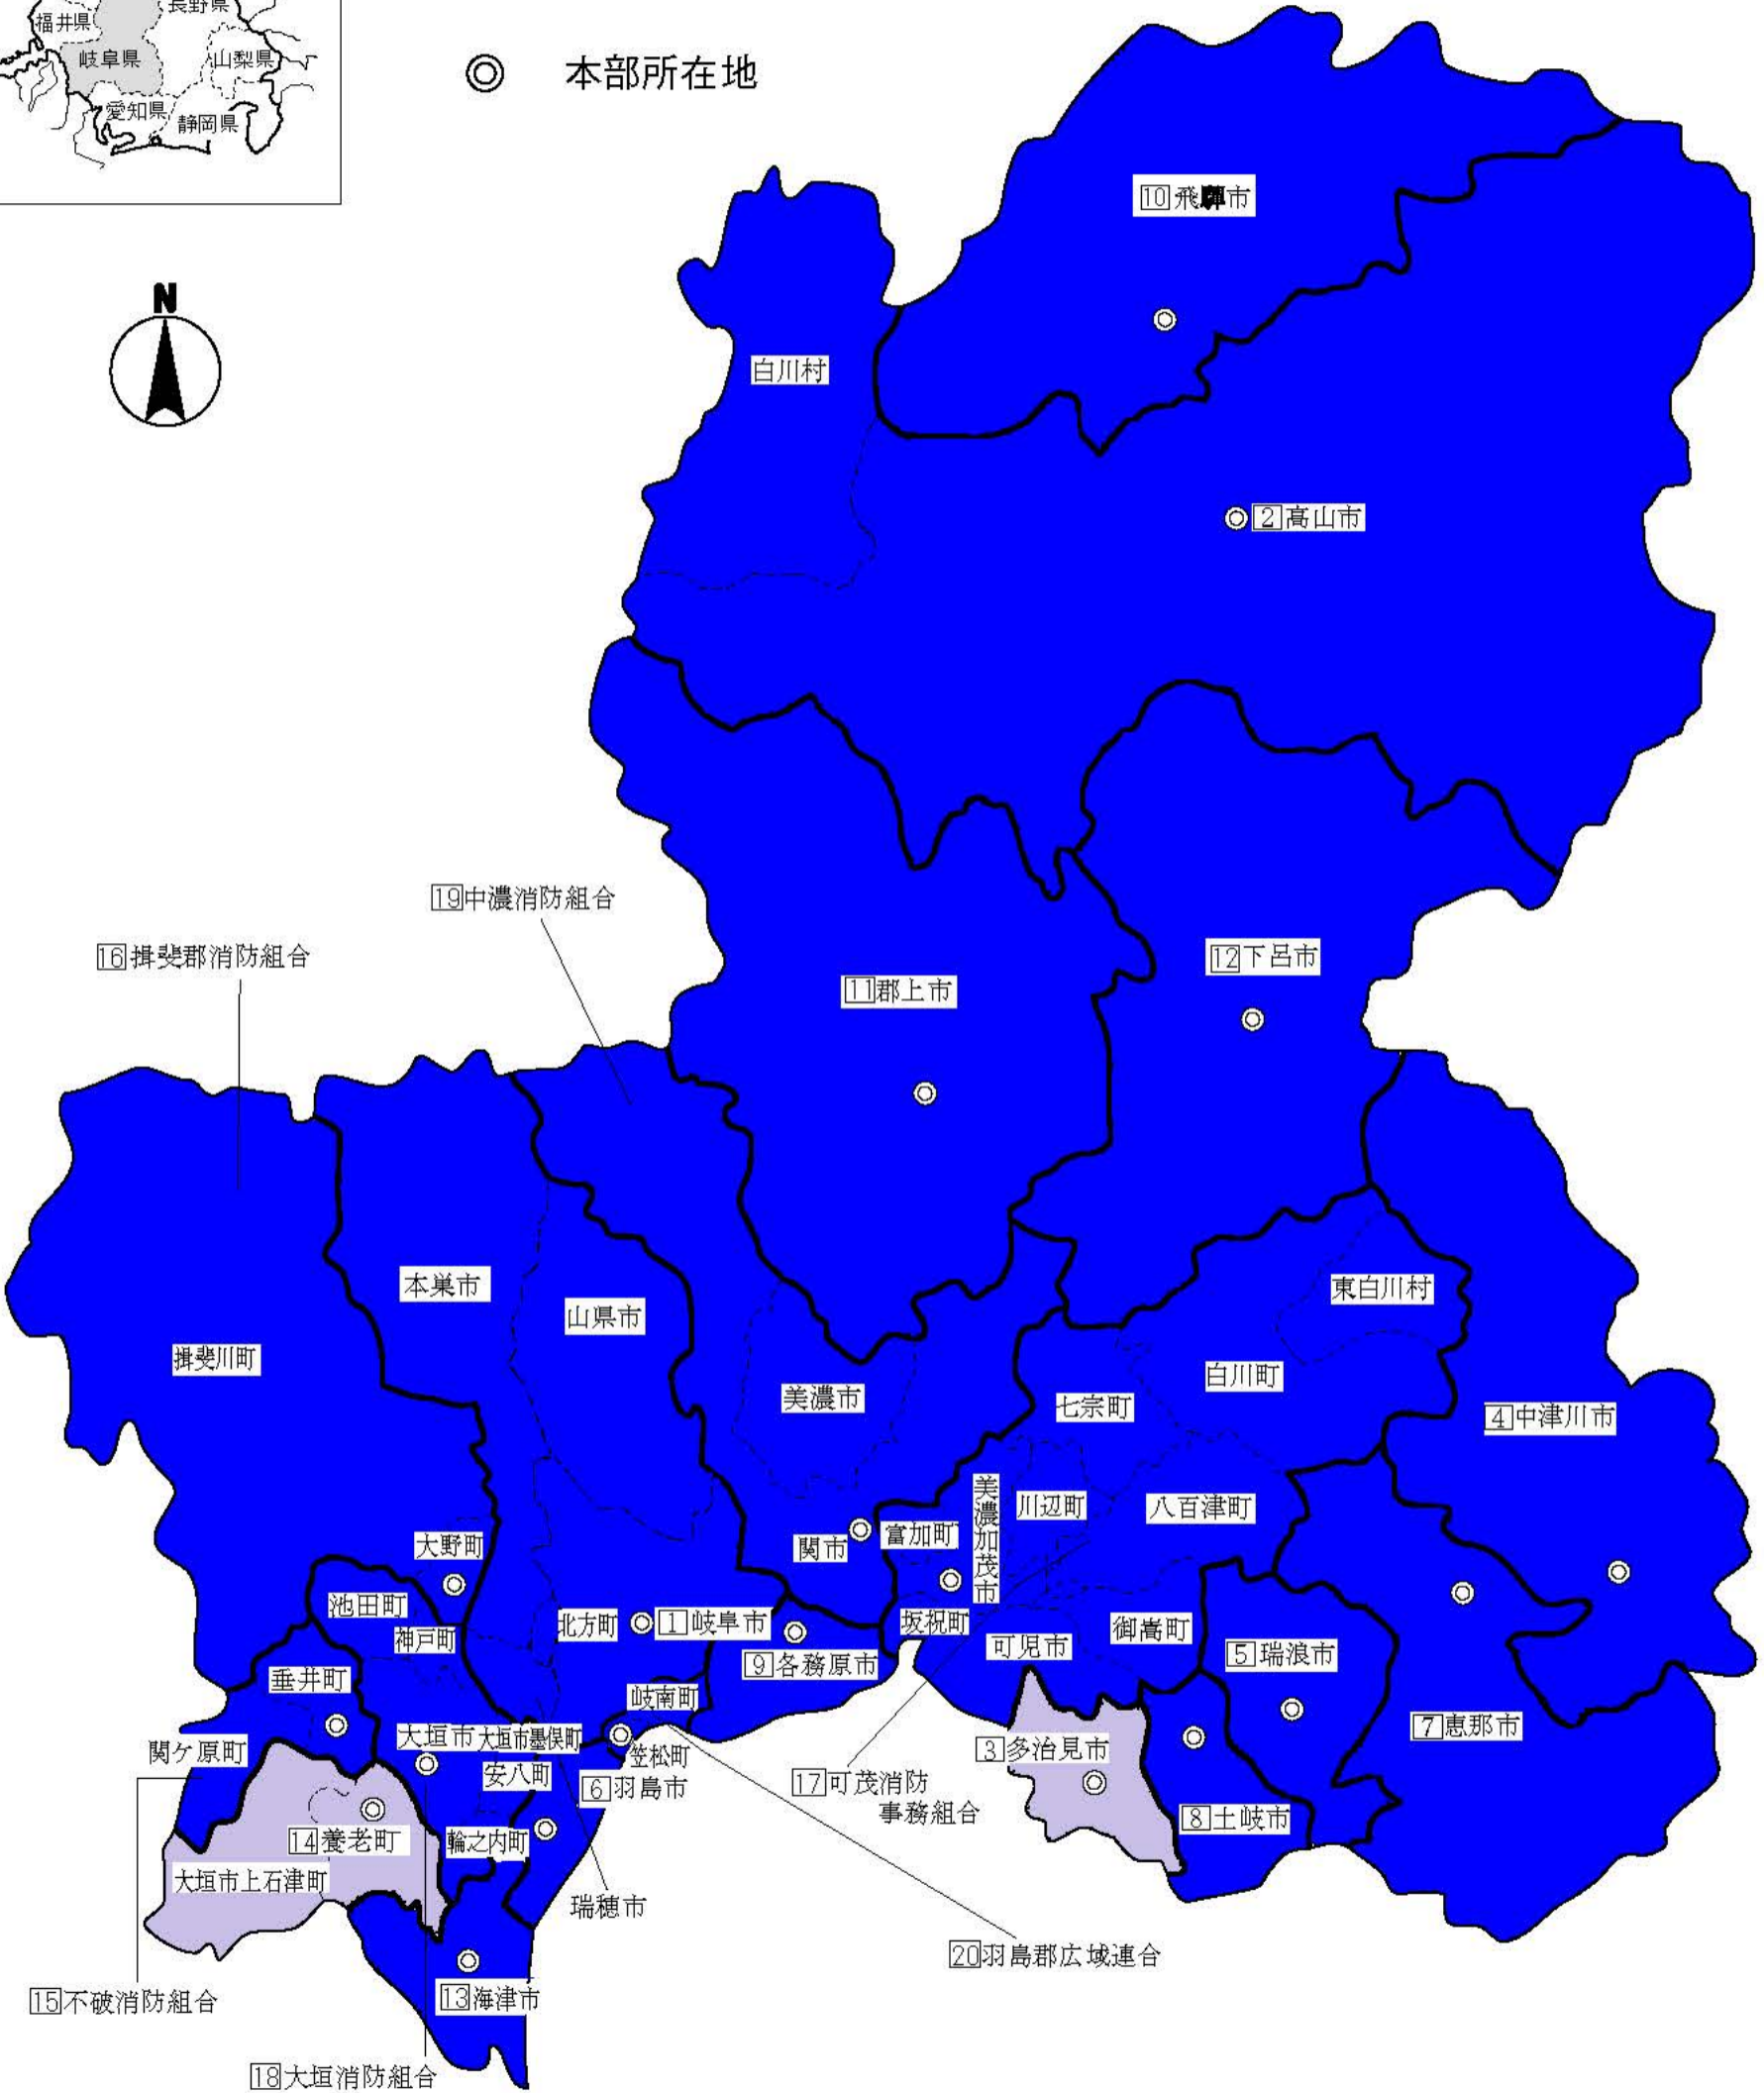 長野県
福井県
岐阜県
山梨県
愛知県
静岡県
◎ 本部所在地
N
10飛騨市
白川村
2高山市
19中濃消防組合
16揖斐郡消防組合
12下呂市
11郡上市
本巣市
山県市
東白川村
揖斐川町
白川町
美濃市
七宗町
4中津川市
美濃加茂市
川辺町
八百津町
大野町
関市
富加町
池田町
北方町
1岐阜市
坂祝町
御嵩町
神戸町
可児市
5瑞浪市
9各務原市
垂井町
岐南町
7恵那市
大垣市
大垣市墨俣町
関ケ原町
笠松町
3多治見市
安八町
6羽島市
17可茂消防
事務組合
8土岐市
14養老町
輪之内町
大垣市上石津町
瑞穂市
20羽島郡広域連合
15不破消防組合
13海津市
18大垣消防組合